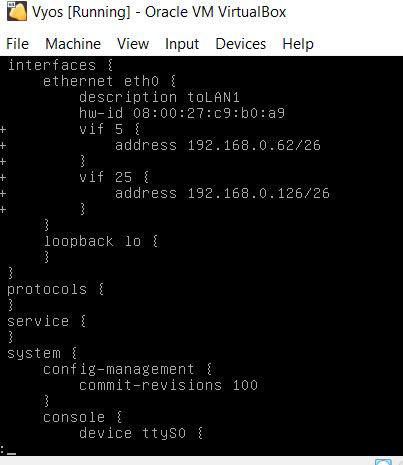 Vyos [Running] - Oracle VM VirtualBox
File Machine View Input Devices Help
interfaces {
    ethernet eth0 {
        description toLAN1
        hw-id 08:00:27:c9:b0:a9
+       vif 5 {
+           address 192.168.0.62/26
+       }
+       vif 25 {
+           address 192.168.0.126/26
+       }
    }
    loopback lo {
    }
}
protocols {
}
service {
}
system {
    config-management {
        commit-revisions 100
    }
    console {
        device ttyS0 {
:_